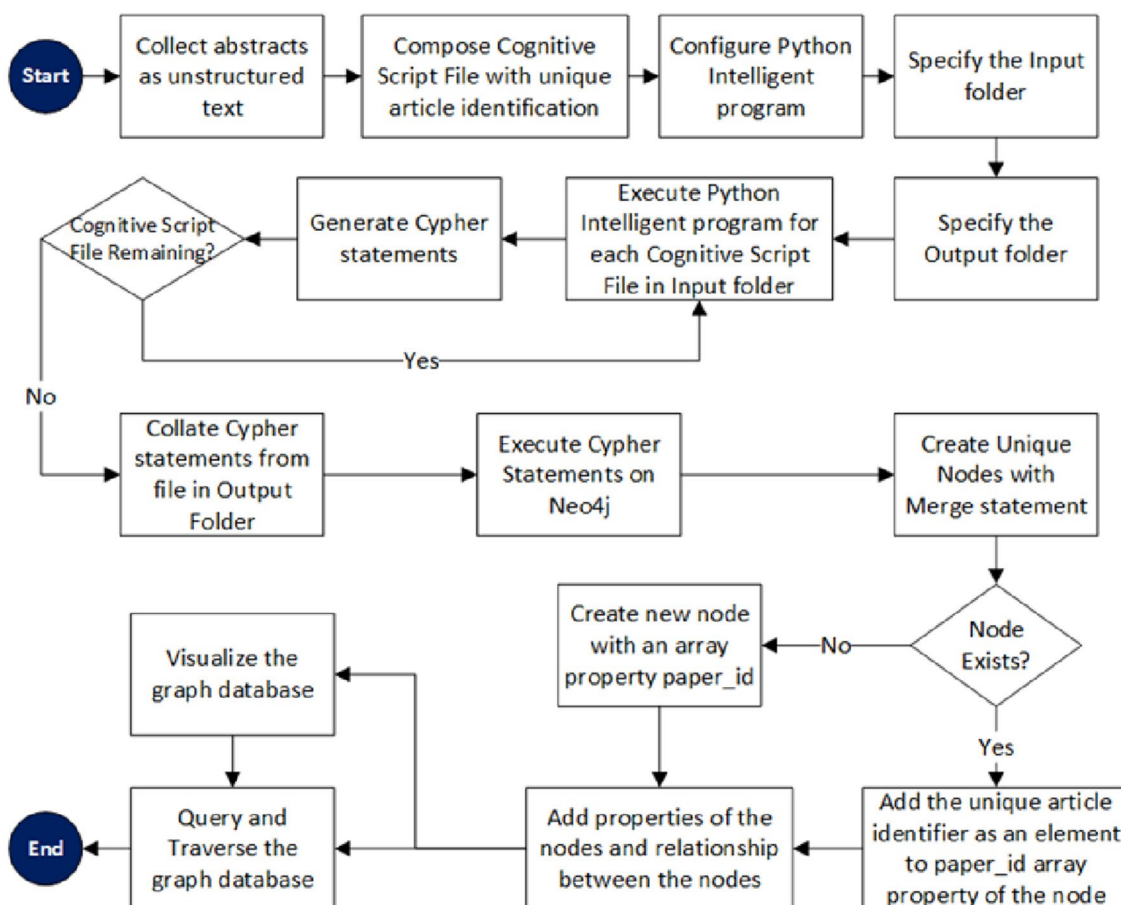 Start
Collect abstracts
as unstructured
text
Compose Cognitive
Script File with unique
article identification
Configure Python
Intelligent
program
Specify the Input
folder
Cognitive Script
File Remaining?
Generate Cypher
statements
Execute Python
Intelligent program for
each Cognitive Script
File in Input folder
Specify the
Output folder
Yes
No
Collate Cypher
statements from
file in Output
Folder
Execute Cypher
Statements on
Neo4j
Create Unique
Nodes with
Merge statement
Visualize the
graph database
Create new node
with an array
property paper_id
No
Node
Exists?
Yes
End
Query and
Traverse the
graph database
Add properties of the
nodes and relationship
between the nodes
Add the unique article
identifier as an element
to paper_id array
property of the node